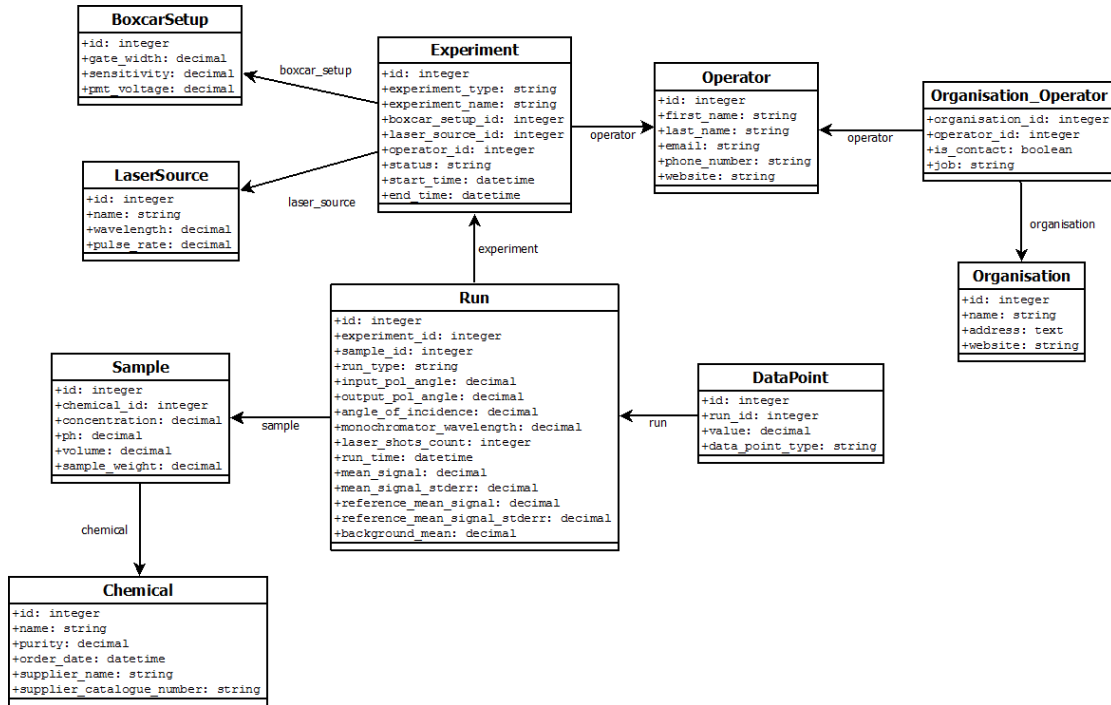 BoxcarSetup
+id: integer
+gate_width: decimal
+sensitivity: decimal
+pmt_voltage: decimal
boxcar_setup
Experiment
+id: integer
+experiment_type: string
+experiment_name: string
+boxcar_setup_id: integer
+laser_source_id: integer
+operator_id: integer
+status: string
+start_time: datetime
+end_time: datetime
operator
Operator
+id: integer
+first_name: string
+last_name: string
+email: string
+phone_number: string
+website: string
operator
Organisation_Operator
+organisation_id: integer
+operator_id: integer
+is_contact: boolean
+job: string
LaserSource
+id: integer
+name: string
+wavelength: decimal
+pulse_rate: decimal
laser_source
experiment
organisation
Organisation
+id: integer
+name: string
+address: text
+website: string
Run
+id: integer
+experiment_id: integer
+sample_id: integer
+run_type: string
+input_pol_angle: decimal
+output_pol_angle: decimal
+angle_of_incidence: decimal
+monochromator_wavelength: decimal
+laser_shots_count: integer
+run_time: datetime
+mean_signal: decimal
+mean_signal_stderr: decimal
+reference_mean_signal: decimal
+reference_mean_signal_stderr: decimal
+background_mean: decimal
Sample
+id: integer
+chemical_id: integer
+concentration: decimal
+ph: decimal
+volume: decimal
+sample_weight: decimal
sample
run
DataPoint
+id: integer
+run_id: integer
+value: decimal
+data_point_type: string
chemical
Chemical
+id: integer
+name: string
+purity: decimal
+order_date: datetime
+supplier_name: string
+supplier_catalogue_number: string